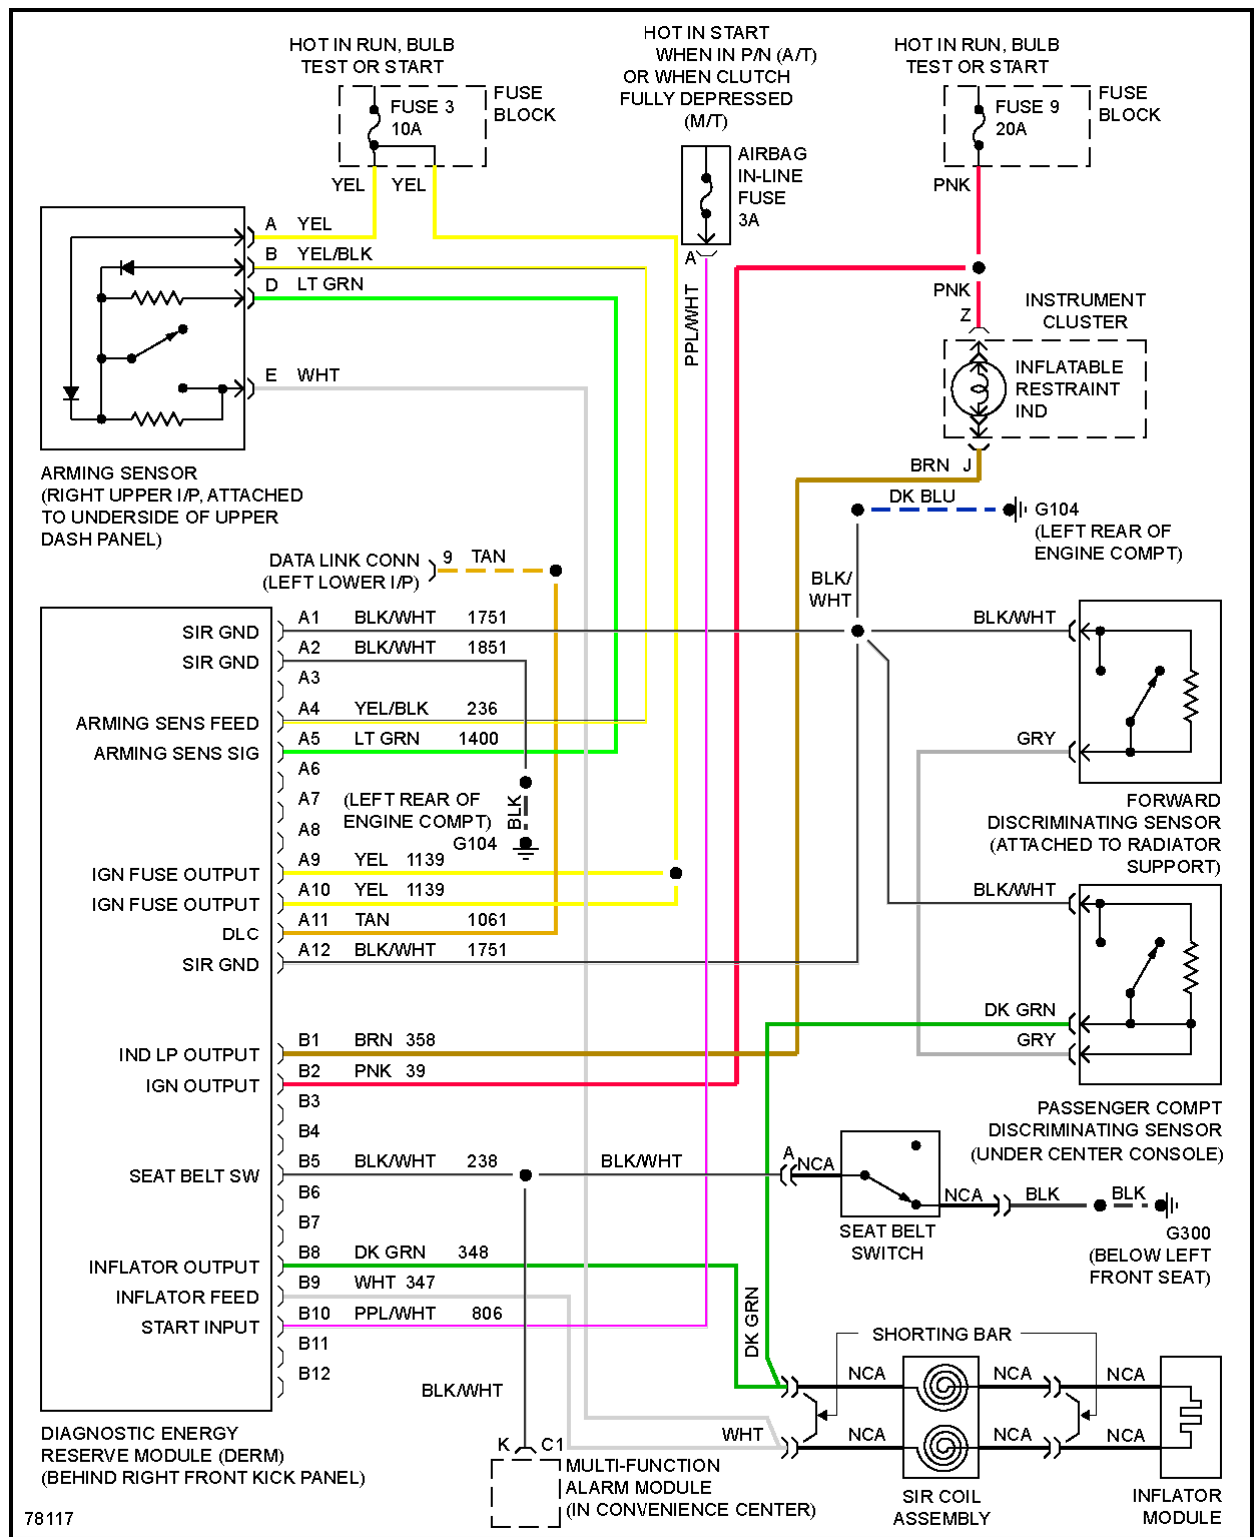 HOT IN RUN, BULB
TEST OR START
FUSE 3
10A
FUSE
BLOCK
YEL
YEL
HOT IN START
WHEN IN P/N (A/T)
OR WHEN CLUTCH
FULLY DEPRESSED
(M/T)
AIRBAG
IN-LINE
FUSE
3A
A
PPL/WHT
HOT IN RUN, BULB
TEST OR START
FUSE 9
20A
FUSE
BLOCK
PNK
PNK
Z
INSTRUMENT
CLUSTER
INFLATABLE
RESTRAINT
IND
BRN J
A YEL
B YEL/BLK
D LT GRN
E WHT
ARMING SENSOR
(RIGHT UPPER I/P, ATTACHED
TO UNDERSIDE OF UPPER
DASH PANEL)
DK BLU
G104
(LEFT REAR OF
ENGINE COMPT)
DATA LINK CONN
(LEFT LOWER I/P)
9 TAN
BLK/
WHT
SIR GND A1 BLK/WHT 1751
SIR GND A2 BLK/WHT 1851
A3
ARMING SENS FEED A4 YEL/BLK 236
ARMING SENS SIG A5 LT GRN 1400
A6
A7
A8
(LEFT REAR OF
ENGINE COMPT)
G104
BLK
IGN FUSE OUTPUT A9 YEL 1139
IGN FUSE OUTPUT A10 YEL 1139
DLC A11 TAN 1061
SIR GND A12 BLK/WHT 1751
IND LP OUTPUT B1 BRN 358
IGN OUTPUT B2 PNK 39
B3
B4
SEAT BELT SW B5 BLK/WHT 238
B6
B7
INFLATOR OUTPUT B8 DK GRN 348
INFLATOR FEED B9 WHT 347
START INPUT B10 PPL/WHT 806
B11
B12
DIAGNOSTIC ENERGY
RESERVE MODULE (DERM)
(BEHIND RIGHT FRONT KICK PANEL)
BLK/WHT
GRY
FORWARD
DISCRIMINATING SENSOR
(ATTACHED TO RADIATOR
SUPPORT)
BLK/WHT
DK GRN
GRY
PASSENGER COMPT
DISCRIMINATING SENSOR
(UNDER CENTER CONSOLE)
BLK/WHT
A
NCA
SEAT BELT
SWITCH
NCA
BLK
BLK
G300
(BELOW LEFT
FRONT SEAT)
BLK/WHT
K C1
MULTI-FUNCTION
ALARM MODULE
(IN CONVENIENCE CENTER)
DK GRN
WHT
SHORTING BAR
NCA
NCA
NCA
NCA
NCA
NCA
SIR COIL
ASSEMBLY
INFLATOR
MODULE
78117